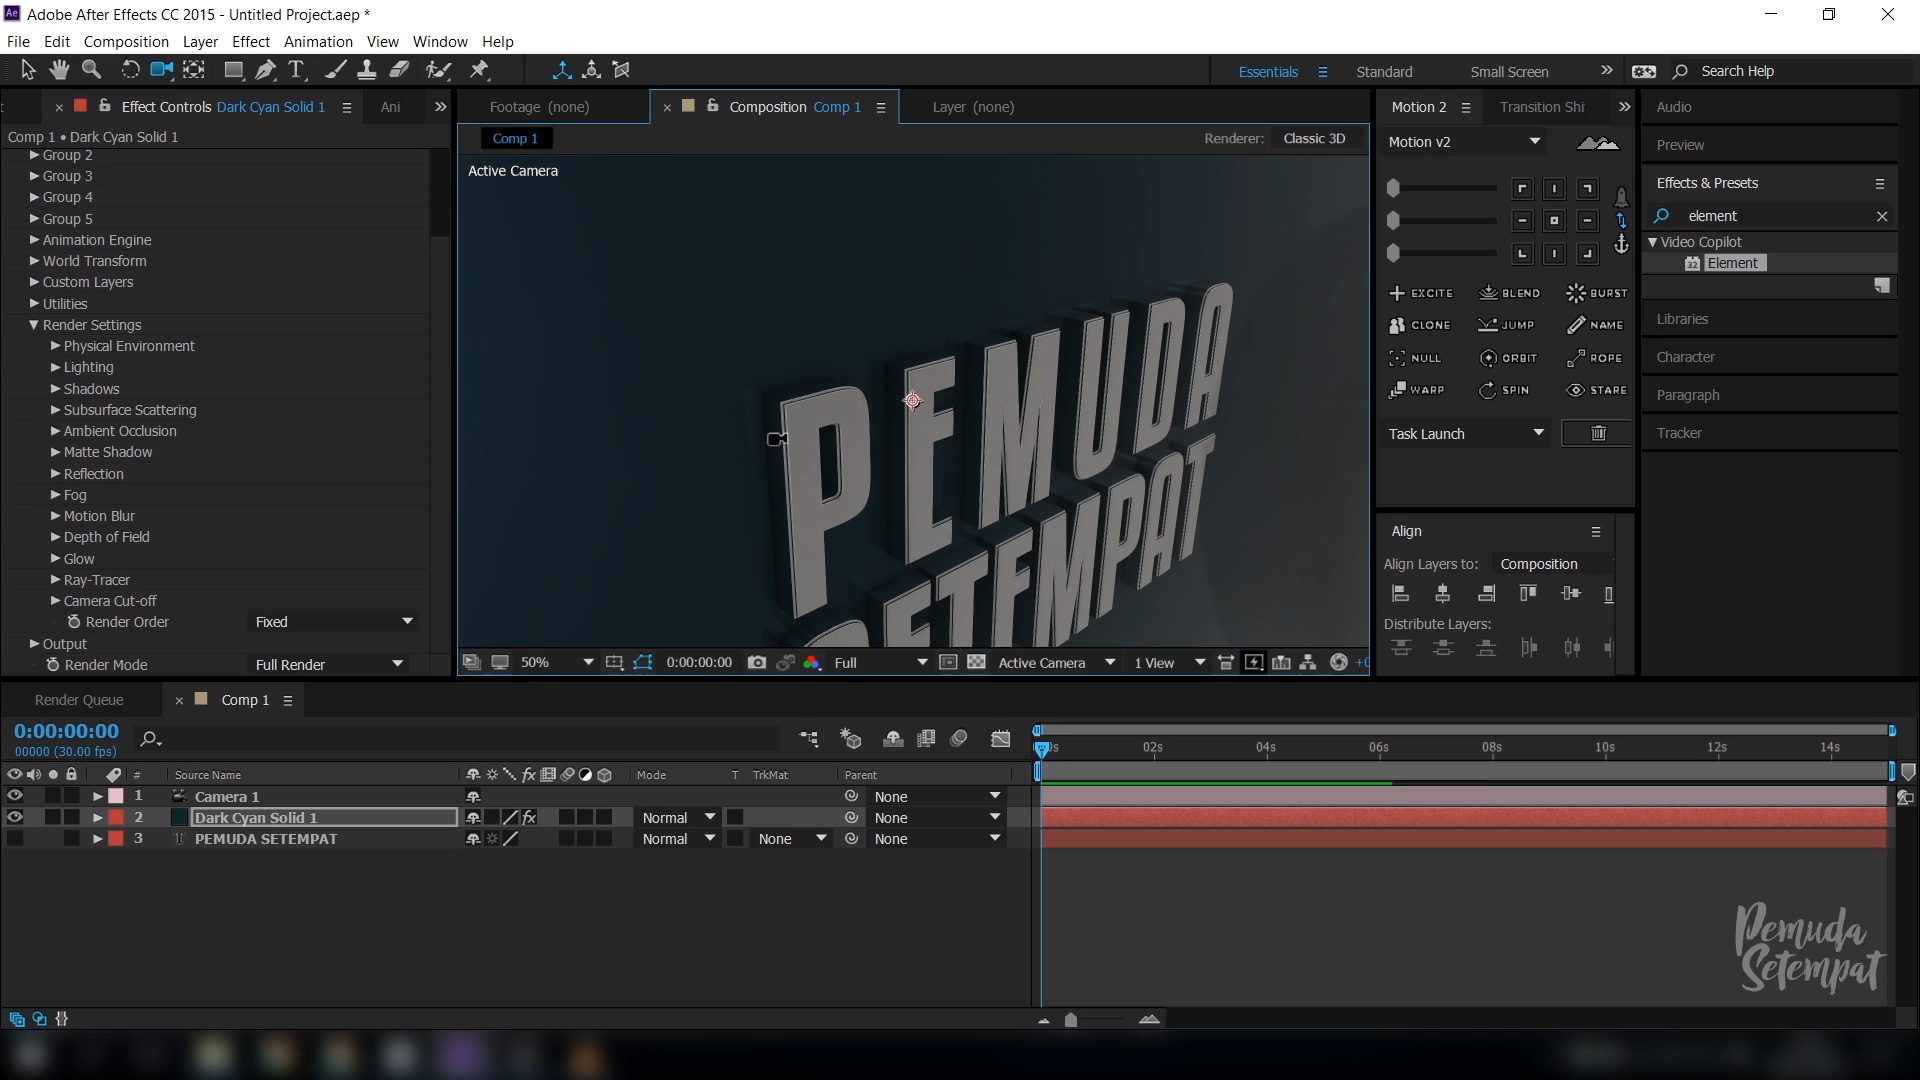 Adobe After Effects CC 2015 - Untitled Project.aep *
File Edit Composition Layer Effect Animation View Window Help
Essentials Standard Small Screen Search Help
Effect Controls Dark Cyan Solid 1 Ani
Footage (none) Composition Comp 1 Layer (none)
Motion 2 Transition Shi
Audio
Comp 1 • Dark Cyan Solid 1
Comp 1
Renderer: Classic 3D
Motion v2
Preview
Group 2
Group 3
Group 4
Group 5
Animation Engine
World Transform
Custom Layers
Utilities
Render Settings
Physical Environment
Lighting
Shadows
Subsurface Scattering
Ambient Occlusion
Matte Shadow
Reflection
Fog
Motion Blur
Depth of Field
Glow
Ray-Tracer
Camera Cut-off
Render Order Fixed
Output
Render Mode Full Render
Active Camera
PEMUDA
SETEMPAT
50% 0:00:00:00 Full Active Camera 1 View
EXCITE BLEND BURST
CLONE JUMP NAME
NULL ORBIT ROPE
WARP SPIN STARE
Task Launch
Align
Align Layers to: Composition
Distribute Layers:
Effects & Presets
element
Video Copilot
32 Element
Libraries
Character
Paragraph
Tracker
Render Queue Comp 1
0:00:00:00
00000 (30.00 fps)
02s 04s 06s 08s 10s 12s 14s
# Source Name fx Mode T TrkMat Parent
1 Camera 1 None
2 Dark Cyan Solid 1 fx Normal None
3 PEMUDA SETEMPAT Normal None None
Pemuda
Setempat